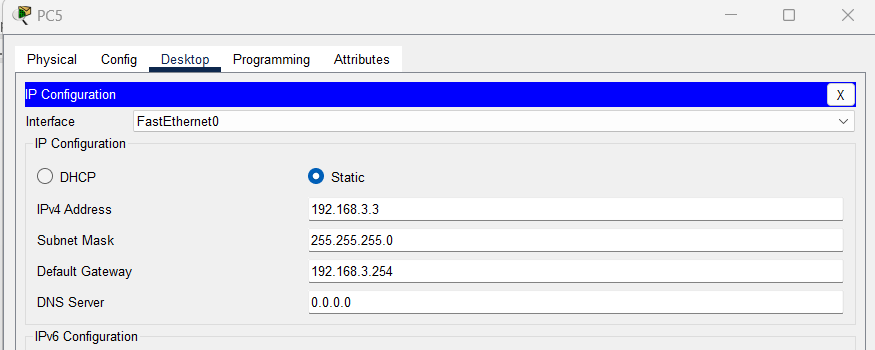 PC5
Physical Config Desktop Programming Attributes
IP Configuration X
Interface FastEthernet0
IP Configuration
DHCP Static
IPv4 Address 192.168.3.3
Subnet Mask 255.255.255.0
Default Gateway 192.168.3.254
DNS Server 0.0.0.0
IPv6 Configuration